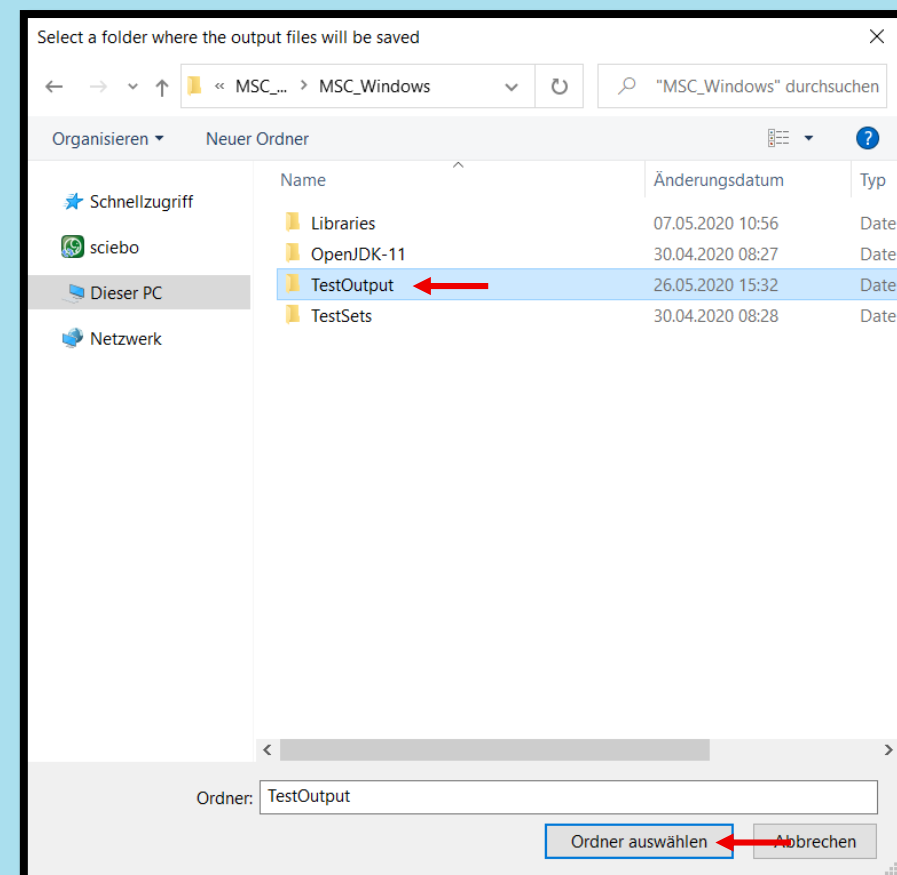 Select a folder where the output files will be saved
« MSC_... > MSC_Windows "MSC_Windows" durchsuchen
Organisieren Neuer Ordner ?
Name Änderungsdatum Typ
Schnellzugriff
sciebo
Dieser PC
Netzwerk
Libraries 07.05.2020 10:56 Date
OpenJDK-11 30.04.2020 08:27 Date
TestOutput 26.05.2020 15:32 Date
TestSets 30.04.2020 08:28 Date
Ordner: TestOutput
Ordner auswählen Abbrechen